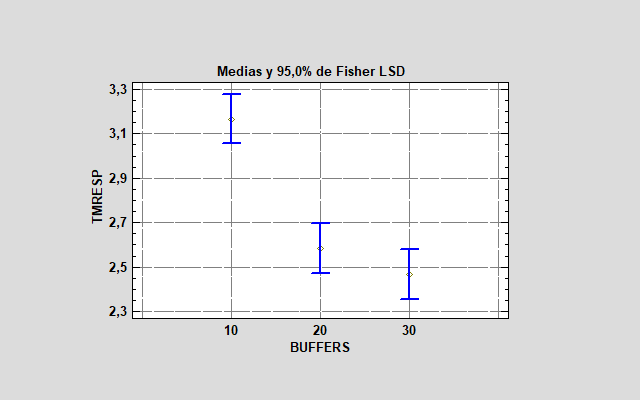 Medias y 95,0% de Fisher LSD
3,3
3,1
2,9
2,7
2,5
2,3
TMRESP
10 20 30
BUFFERS